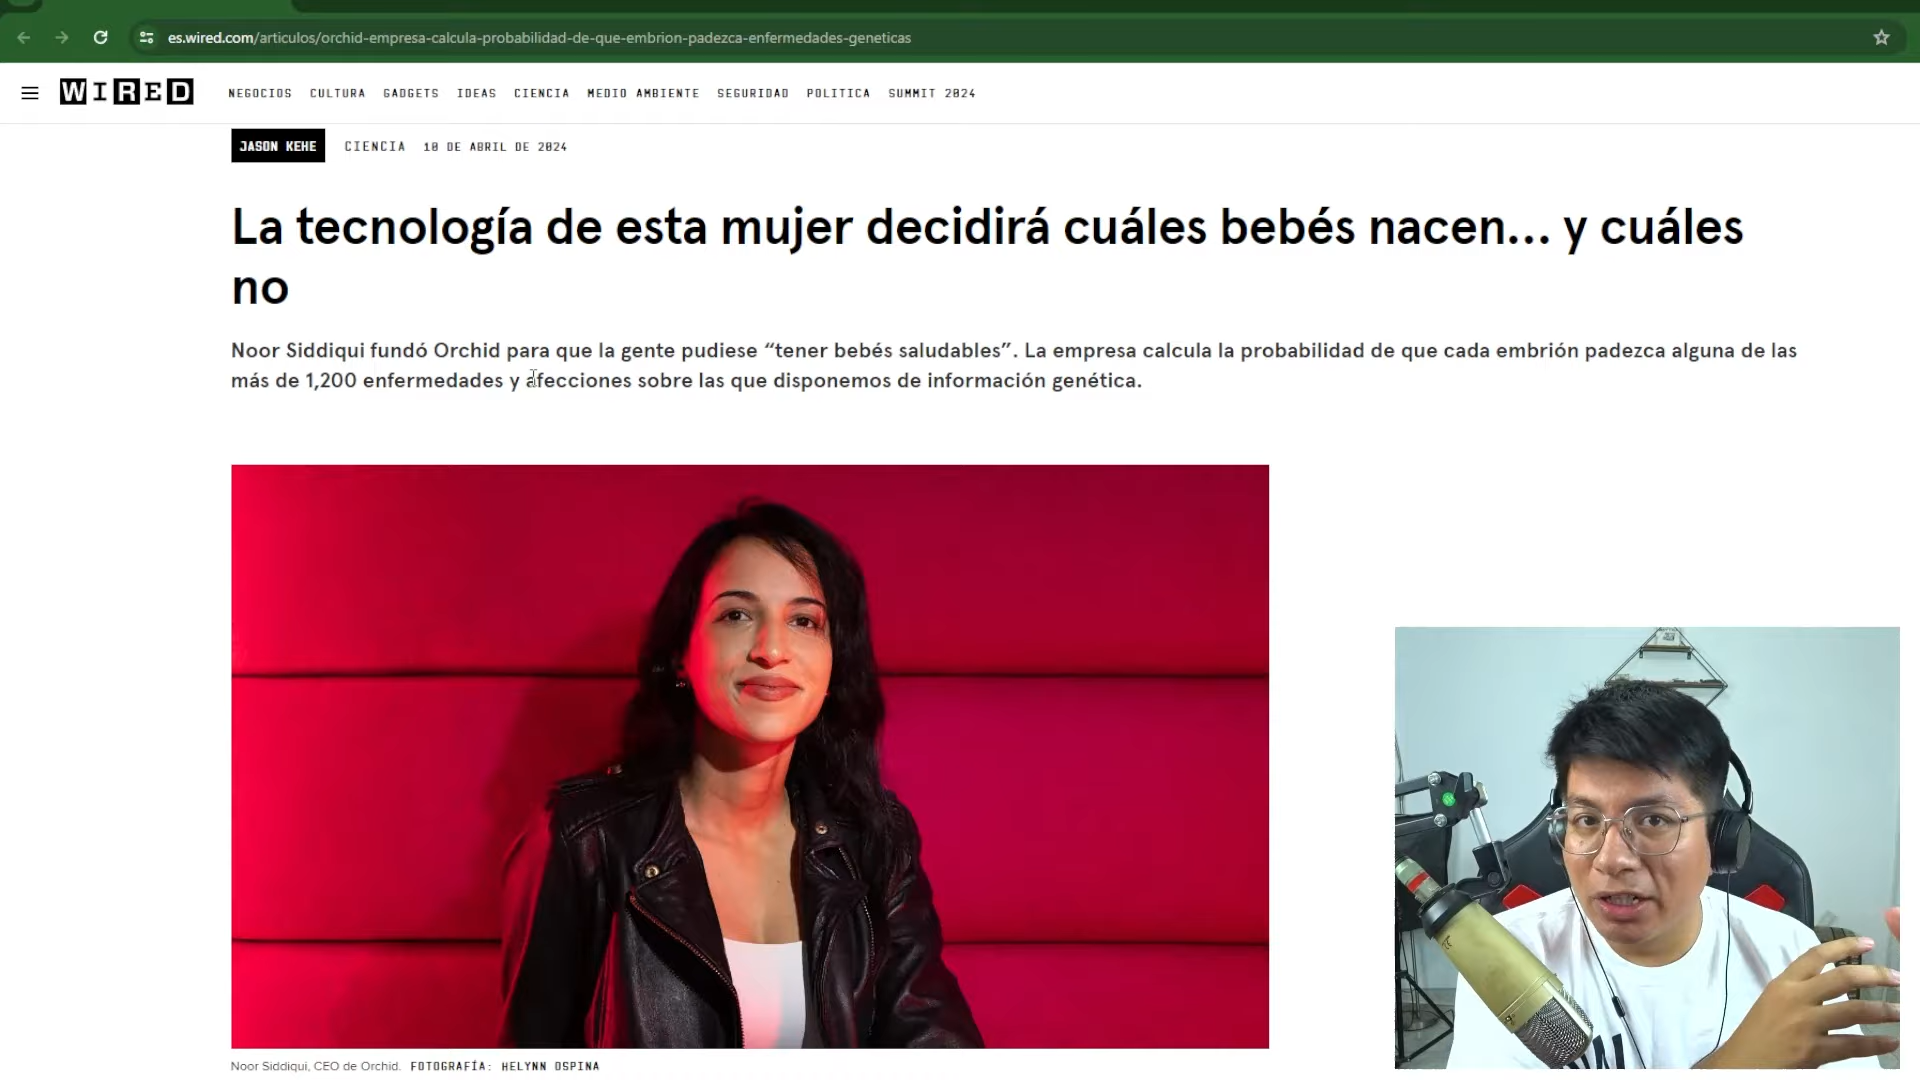 es.wired.com/articulos/orchid-empresa-calcula-probabilidad-de-que-embrion-padezca-enfermedades-geneticas
WIRED NEGOCIOS CULTURA GADGETS IDEAS CIENCIA MEDIO AMBIENTE SEGURIDAD POLITICA SUMMIT 2024
JASON KEHE CIENCIA 10 DE ABRIL DE 2024
La tecnología de esta mujer decidirá cuáles bebés nacen... y cuáles
no
Noor Siddiqui fundó Orchid para que la gente pudiese “tener bebés saludables”. La empresa calcula la probabilidad de que cada embrión padezca alguna de las
más de 1,200 enfermedades y afecciones sobre las que disponemos de información genética.
Noor Siddiqui, CEO de Orchid. FOTOGRAFÍA: HELYNN OSPINA